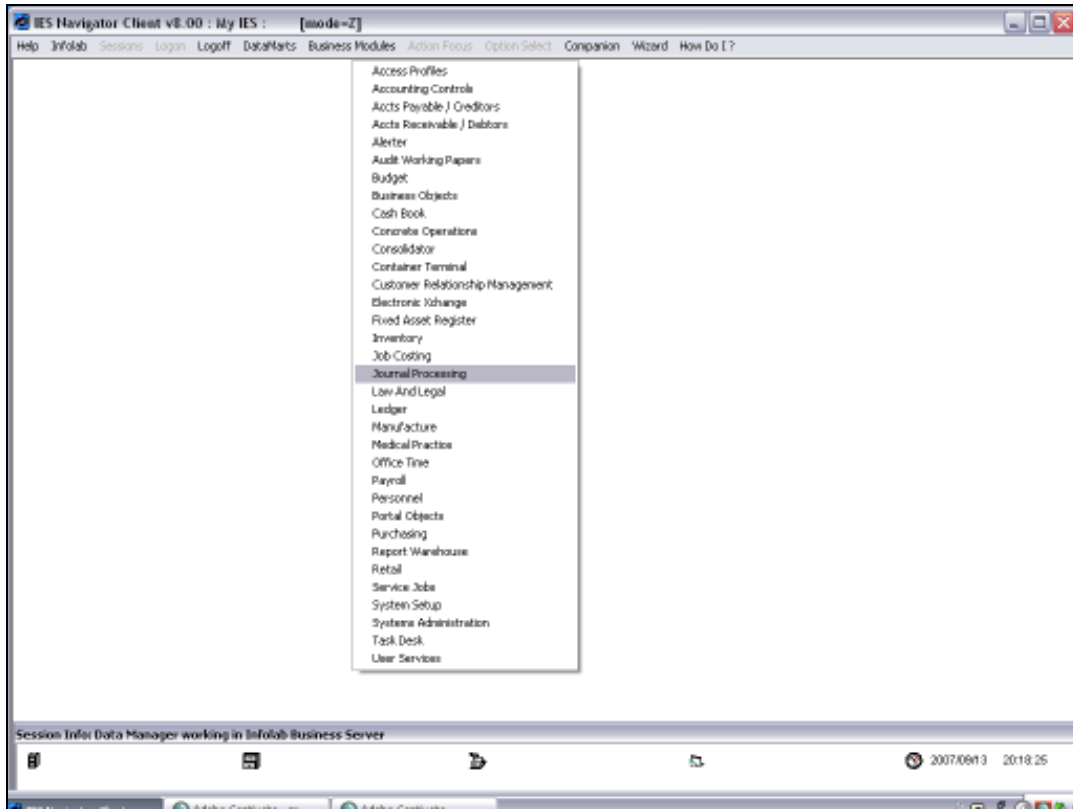 IES Navigator Client v8.00 : My IES : [mode=Z]
Help Infolab Sessions Logon Logoff DataMarts Business Modules Action Focus Option Select Companion Wizard How Do I ?
Access Profiles
Accounting Controls
Accts Payable / Creditors
Accts Receivable / Debtors
Alerter
Audit Working Papers
Budget
Business Objects
Cash Book
Concrete Operations
Consolidator
Container Terminal
Customer Relationship Management
Electronic Xchange
Fixed Asset Register
Inventory
Job Costing
Journal Processing
Law And Legal
Ledger
Manufacture
Medical Practice
Office Time
Payroll
Personnel
Portal Objects
Purchasing
Report Warehouse
Retail
Service Jobs
System Setup
Systems Administration
Task Desk
User Services
Session Info: Data Manager working in Infolab Business Server
2007/09/13 20:18:25